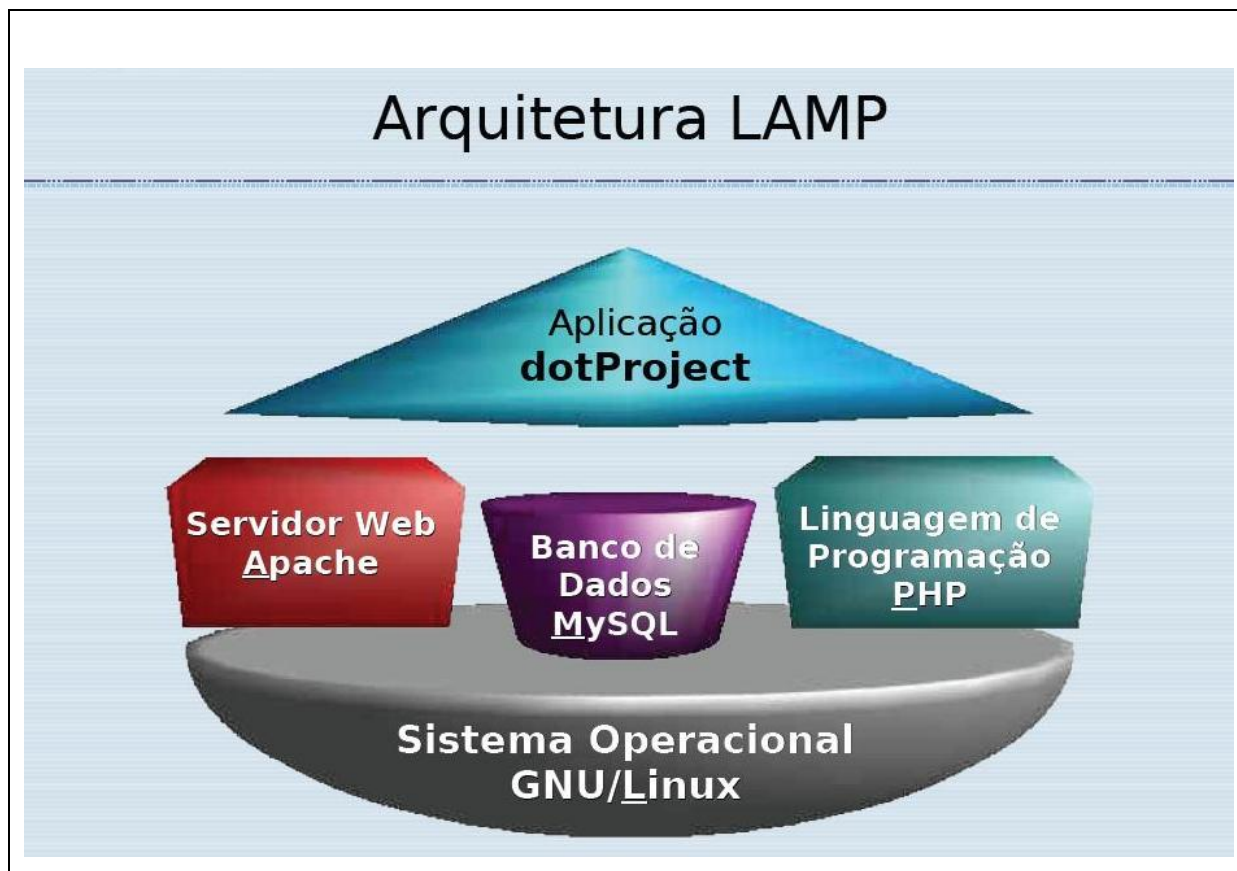 Arquitetura LAMP
Aplicação
dotProject
Servidor Web
Apache
Banco de
Dados
MySQL
Linguagem de
Programação
PHP
Sistema Operacional
GNU/Linux